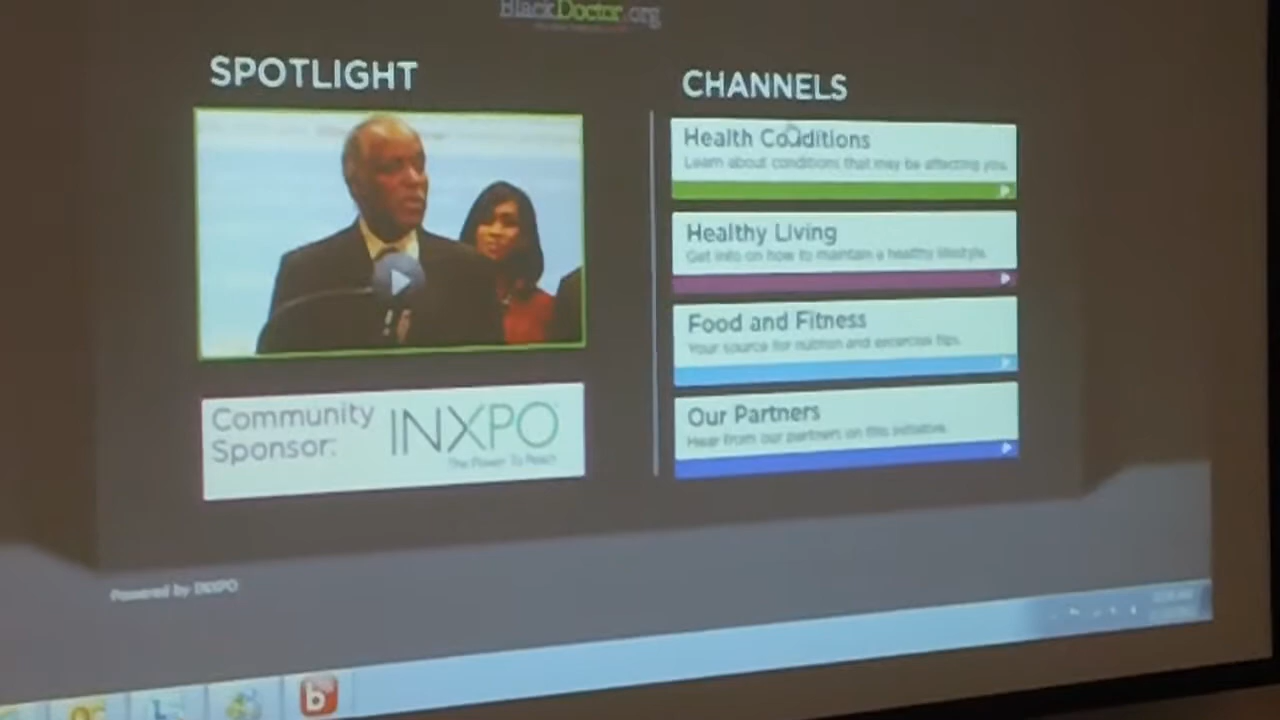 BlackDoctor.org
SPOTLIGHT
CHANNELS
Health Conditions
Learn about conditions that may be affecting you.
Healthy Living
Get info on how to maintain a healthy lifestyle.
Food and Fitness
Your source for nutrition and exercise tips.
Our Partners
Hear from our partners on this initiative.
Community
Sponsor:
INXPO
The Power To Reach
Powered by INXPO
b